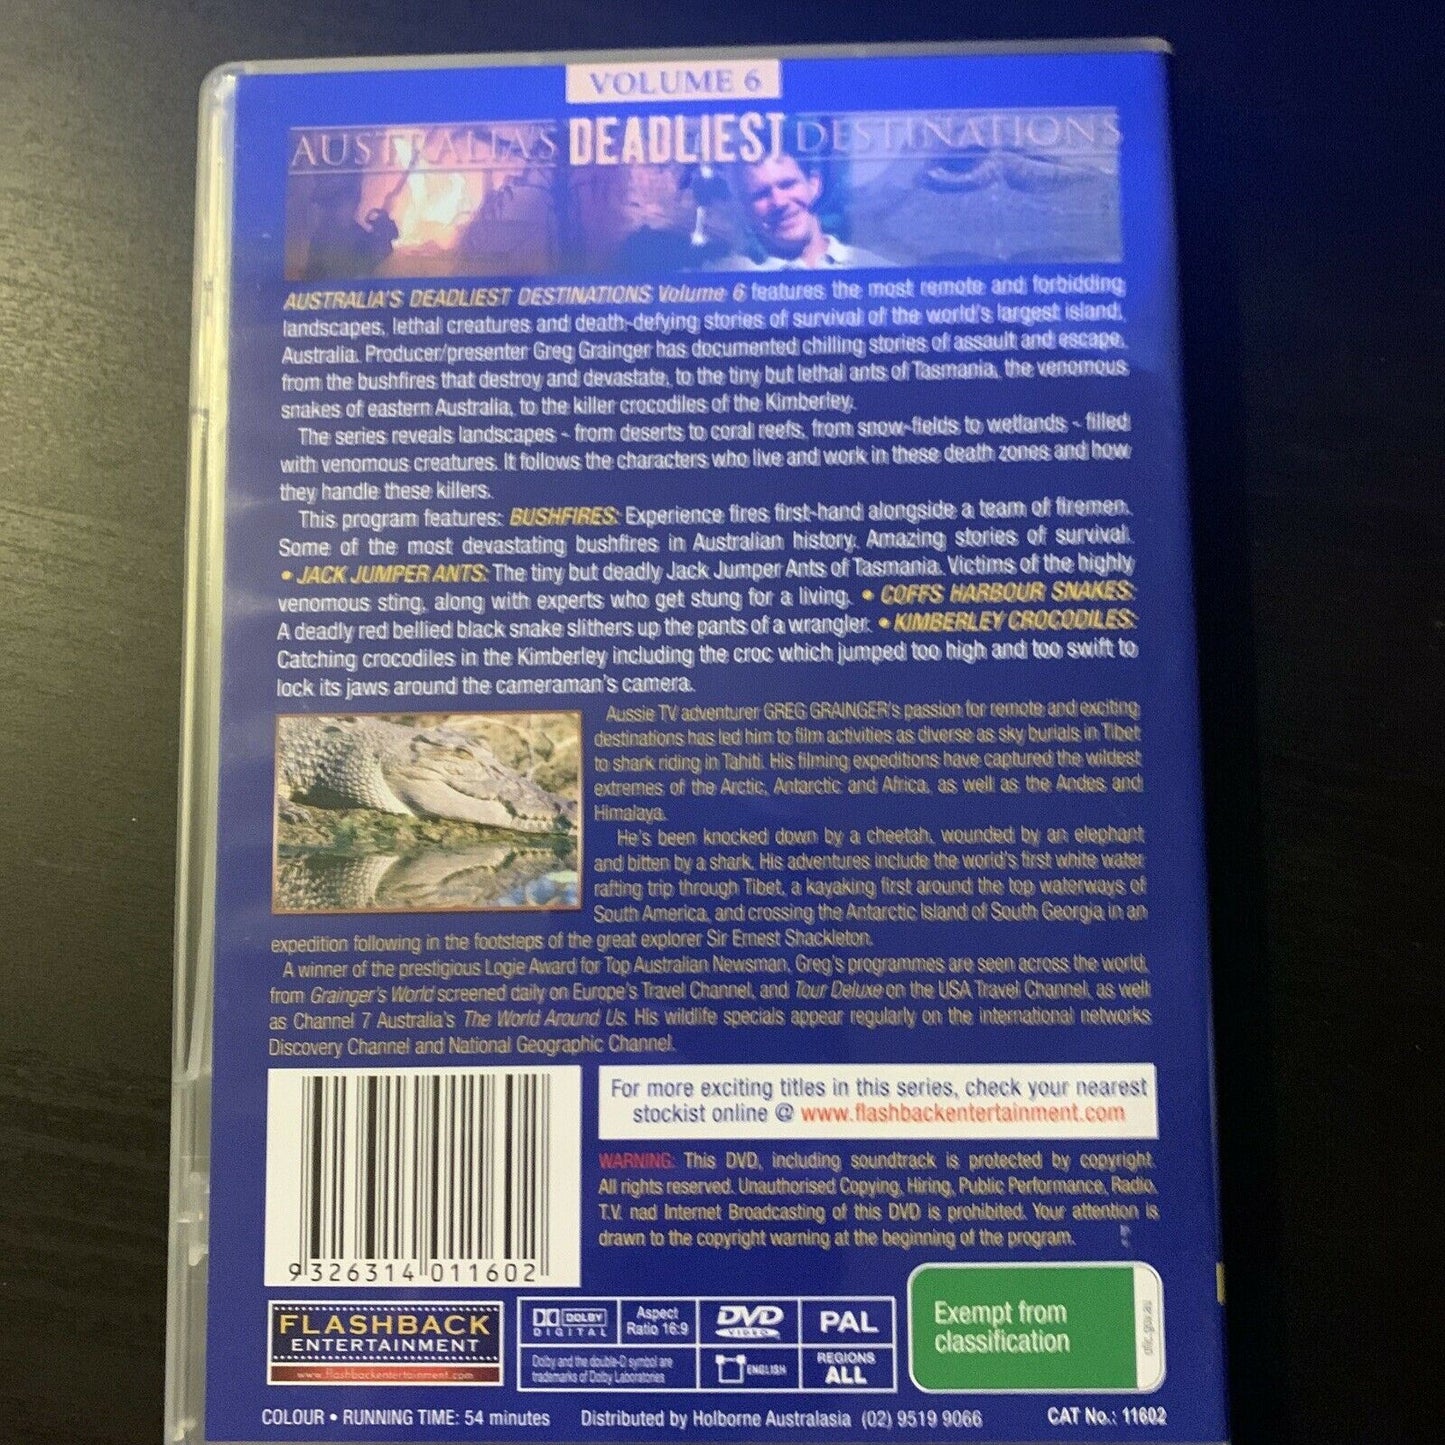 VOLUME 6
AUSTRALIA'S DEADLIEST DESTINATIONS
AUSTRALIA'S DEADLIEST DESTINATIONS Volume 6 features the most remote and forbidding
landscapes, lethal creatures and death-defying stories of survival of the world's largest island,
Australia. Producer/presenter Greg Grainger has documented chilling stories of assault and escape,
from the bushfires that destroy and devastate, to the tiny but lethal ants of Tasmania, the venomous
snakes of eastern Australia, to the killer crocodiles of the Kimberley.
The series reveals landscapes - from deserts to coral reefs, from snow-fields to wetlands - filled
with venomous creatures. It follows the characters who live and work in these death zones and how
they handle these killers.
This program features: BUSHFIRES: Experience fires first-hand alongside a team of firemen.
Some of the most devastating bushfires in Australian history. Amazing stories of survival.
• JACK JUMPER ANTS: The tiny but deadly Jack Jumper Ants of Tasmania. Victims of the highly
venomous sting, along with experts who get stung for a living. • COFFS HARBOUR SNAKES:
A deadly red bellied black snake slithers up the pants of a wrangler. • KIMBERLEY CROCODILES:
Catching crocodiles in the Kimberley including the croc which jumped too high and too swift to
lock its jaws around the cameraman's camera.
Aussie TV adventurer GREG GRAINGER's passion for remote and exciting
destinations has led him to film activities as diverse as sky burials in Tibet
to shark riding in Tahiti. His filming expeditions have captured the wildest
extremes of the Arctic, Antarctic and Africa, as well as the Andes and
Himalaya.
He's been knocked down by a cheetah, wounded by an elephant
and bitten by a shark. His adventures include the world's first white water
rafting trip through Tibet, a kayaking first around the top waterways of
South America, and crossing the Antarctic Island of South Georgia in an
expedition following in the footsteps of the great explorer Sir Ernest Shackleton.
A winner of the prestigious Logie Award for Top Australian Newsman, Greg's programmes are seen across the world,
from Grainger's World screened daily on Europe's Travel Channel, and Tour Deluxe on the USA Travel Channel, as well
as Channel 7 Australia's The World Around Us. His wildlife specials appear regularly on the international networks
Discovery Channel and National Geographic Channel.
For more exciting titles in this series, check your nearest
stockist online @ www.flashbackentertainment.com
WARNING: This DVD, including soundtrack is protected by copyright.
All rights reserved. Unauthorised Copying, Hiring, Public Performance, Radio,
T.V. nad Internet Broadcasting of this DVD is prohibited. Your attention is
drawn to the copyright warning at the beginning of the program.
9 326314 011602
FLASHBACK
ENTERTAINMENT
www.flashbackentertainment.com
DOLBY
DIGITAL
Aspect
Ratio 16:9
DVD
VIDEO
PAL
Dolby and the double-D symbol are
trademarks of Dolby Laboratories
ENGLISH
REGIONS
ALL
Exempt from
classification
COLOUR • RUNNING TIME: 54 minutes Distributed by Holborne Australasia (02) 9519 9066 CAT No.: 11602